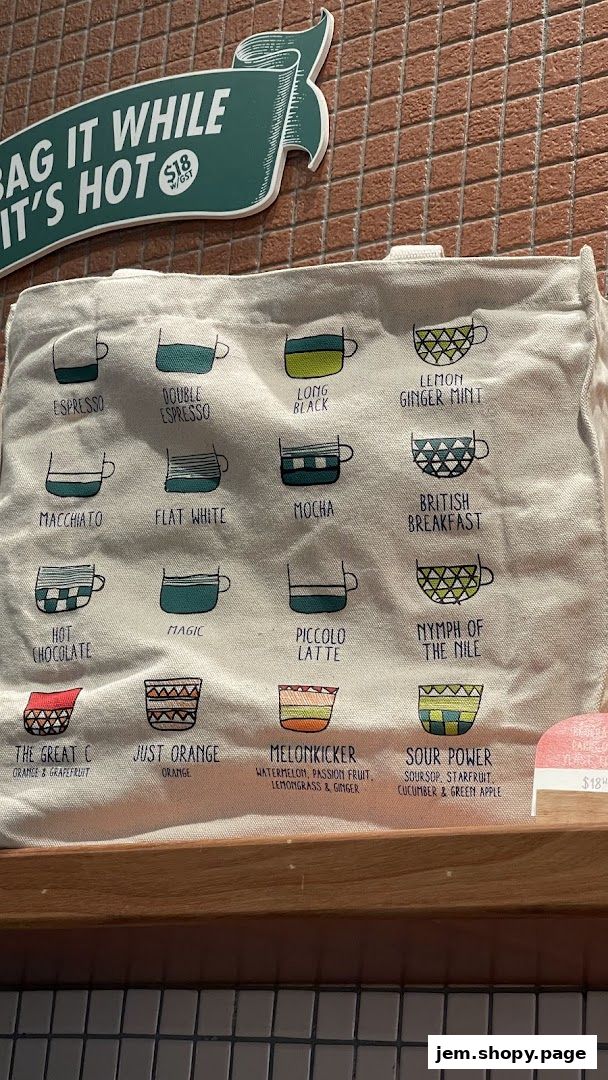 BAG IT WHILE
IT'S HOT
$18
W/GST
ESPRESSO
DOUBLE
ESPRESSO
LONG
BLACK
LEMON
GINGER MINT
MACCHIATO
FLAT WHITE
MOCHA
BRITISH
BREAKFAST
HOT
CHOCOLATE
MAGIC
PICCOLO
LATTE
NYMPH OF
THE NILE
THE GREAT C
ORANGE & GRAPEFRUIT
JUST ORANGE
ORANGE
MELONKICKER
WATERMELON, PASSION FRUIT,
LEMONGRASS & GINGER
SOUR POWER
SOURSOP, STARFRUIT,
CUCUMBER & GREEN APPLE
$18
jem.shopy.page